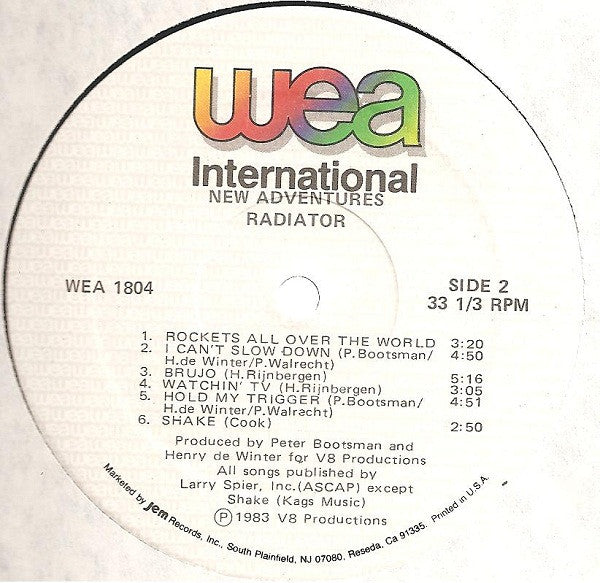 wea
International
NEW ADVENTURES
RADIATOR
WEA 1804
SIDE 2
33 1/3 RPM
1. ROCKETS ALL OVER THE WORLD 3:20
2. I CAN'T SLOW DOWN (P.Bootsman/ 4:50
H.de Winter/P.Walrecht)
3. BRUJO (H.Rijnbergen) 5:16
4. WATCHIN' TV (H.Rijnbergen) 3:05
5. HOLD MY TRIGGER (P.Bootsman/ 4:51
H.de Winter/P.Walrecht)
6. SHAKE (Cook) 2:50
Produced by Peter Bootsman and
Henry de Winter for V8 Productions
All songs published by
Larry Spier, Inc.(ASCAP) except
Shake (Kags Music)
Ⓟ 1983 V8 Productions
Marketed by jem Records, Inc., South Plainfield, NJ 07080. Reseda, Ca 91335. Printed in U.S.A.